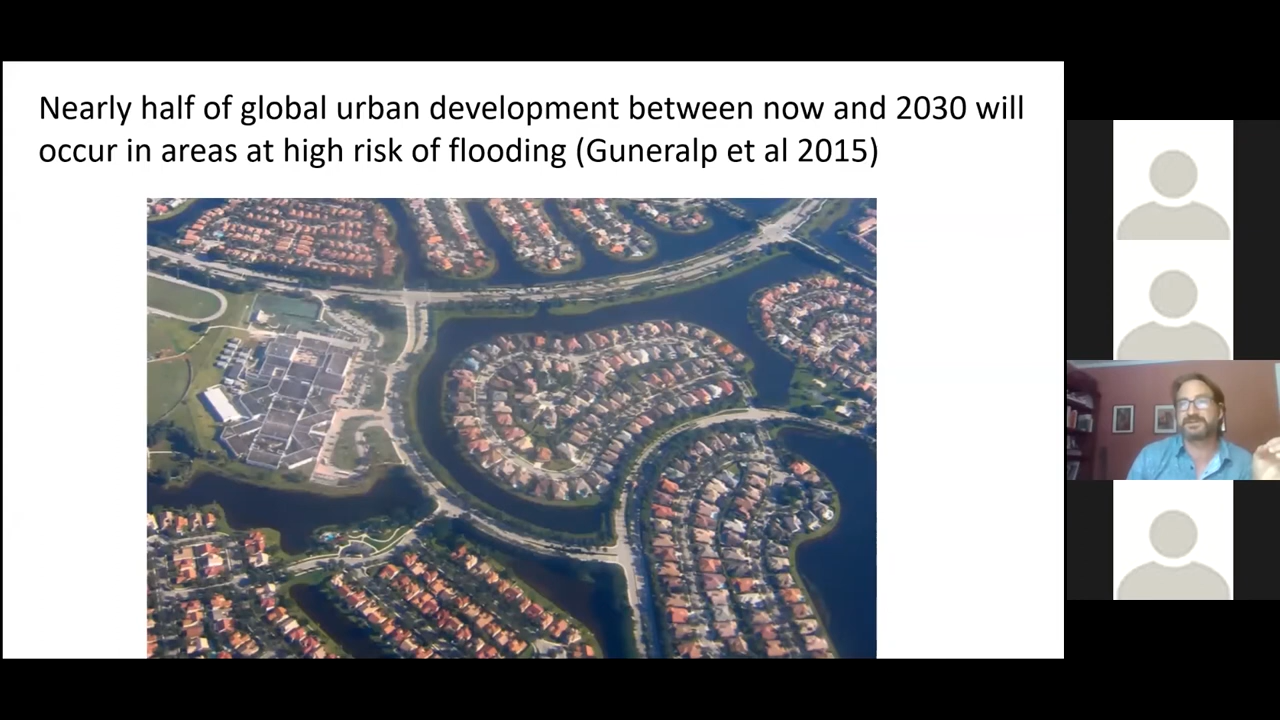 Nearly half of global urban development between now and 2030 will
occur in areas at high risk of flooding (Guneralp et al 2015)